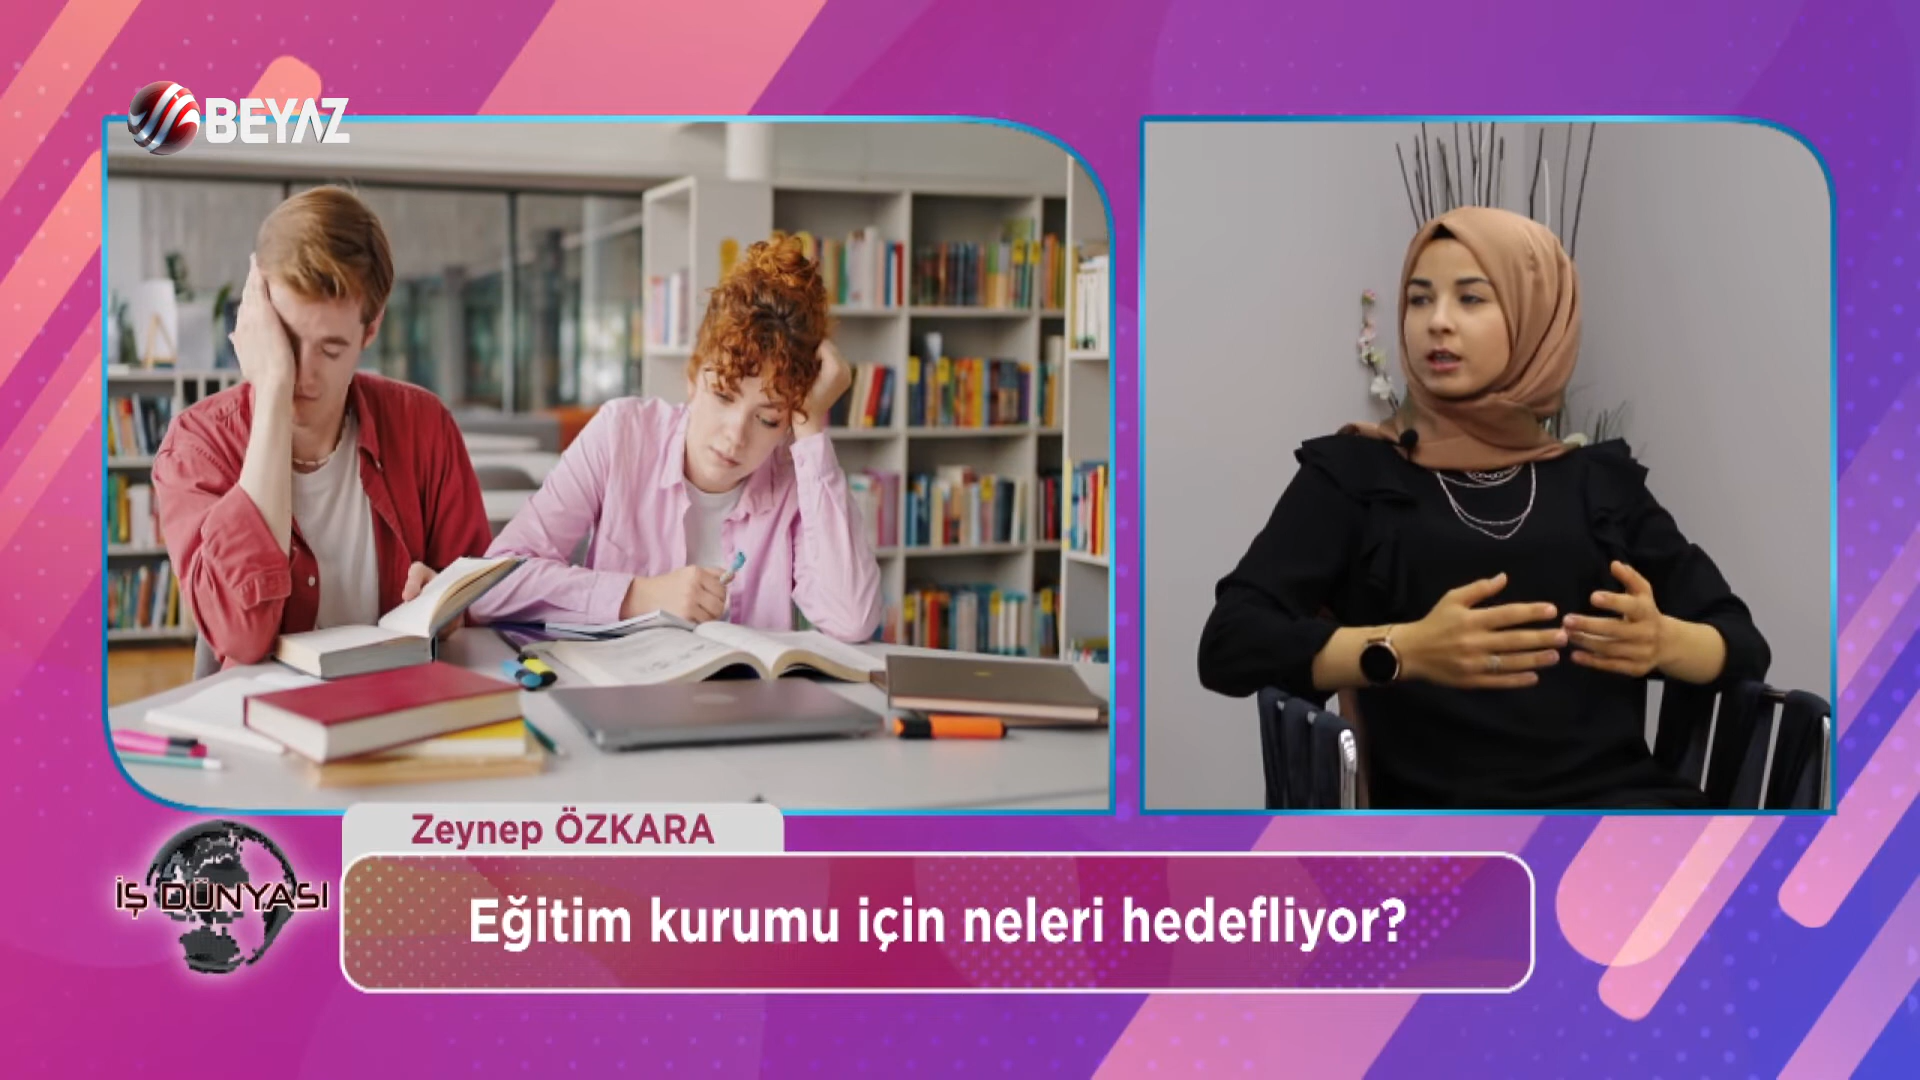 BEYAZ
Zeynep ÖZKARA
İŞ DÜNYASI
Eğitim kurumu için neleri hedefliyor?